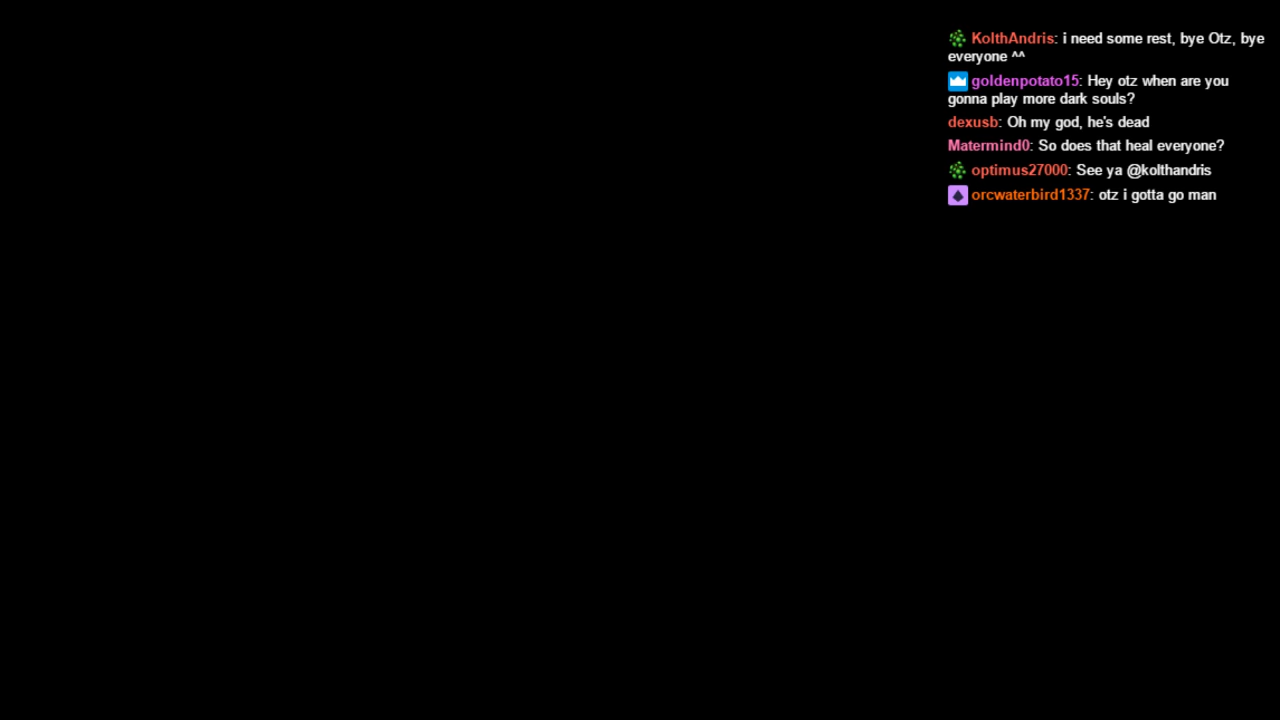 KolthAndris: i need some rest, bye Otz, bye
everyone ^^
goldenpotato15: Hey otz when are you
gonna play more dark souls?
dexusb: Oh my god, he's dead
Matermind0: So does that heal everyone?
optimus27000: See ya @kolthandris
orcwaterbird1337: otz i gotta go man